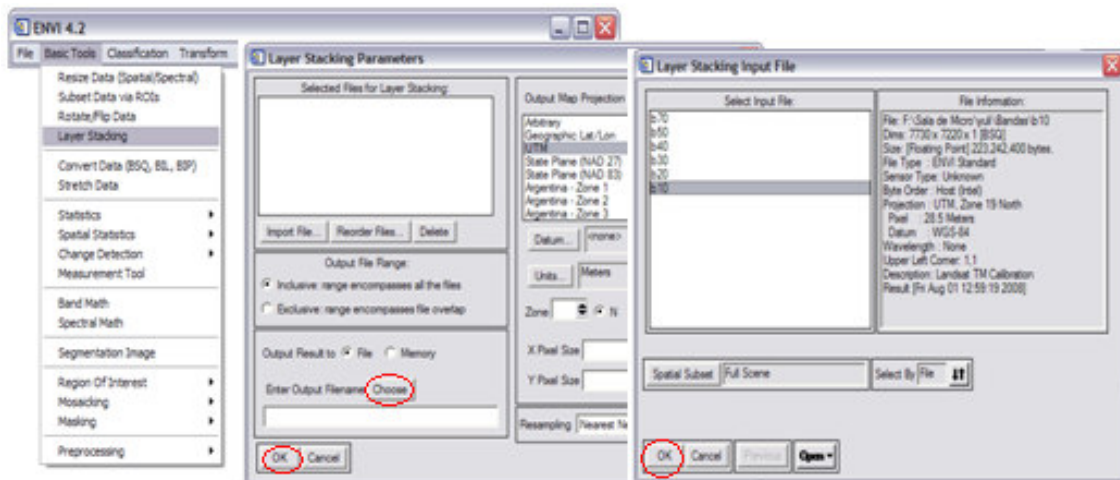 ENVI 4.2
File Basic Tools Classification Transform
Resize Data (Spatial/Spectral)
Subset Data via ROIs
Rotate/Flip Data
Layer Stacking
Convert Data (BSQ, BIL, BIP)
Stretch Data
Statistics
Spatial Statistics
Change Detection
Measurement Tool
Band Math
Spectral Math
Segmentation Image
Region Of Interest
Mosaicking
Masking
Preprocessing
Layer Stacking Parameters
Selected Files for Layer Stacking:
Import File... Reorder Files... Delete
Output File Range:
Inclusive: range encompasses all the files
Exclusive: range encompasses file overlap
Output Result to File Memory
Enter Output Filename Choose
OK Cancel
Output Map Projection
Arbitrary
Geographic Lat/Lon
UTM
State Plane (NAD 27)
State Plane (NAD 83)
Argentina - Zone 1
Argentina - Zone 2
Argentina - Zone 3
Datum... <none>
Units... Meters
Zone N
X Pixel Size
Y Pixel Size
Resampling Nearest Ne
Layer Stacking Input File
Select Input File:
b70
b50
b40
b30
b20
b10
File Information:
File: F:\Sala de Micro\yuli\Bandas\b10
Dims: 7730 x 7220 x 1 [BSQ]
Size: [Floating Point] 223,242,400 bytes.
File Type : ENVI Standard
Sensor Type: Unknown
Byte Order : Host (Intel)
Projection : UTM, Zone 19 North
Pixel : 28.5 Meters
Datum : WGS-84
Wavelength : None
Upper Left Corner: 1,1
Description: Landsat TM Calibration
Result [Fri Aug 01 12:59:19 2008]
Spatial Subset Full Scene
Select By File
OK Cancel Previous Open